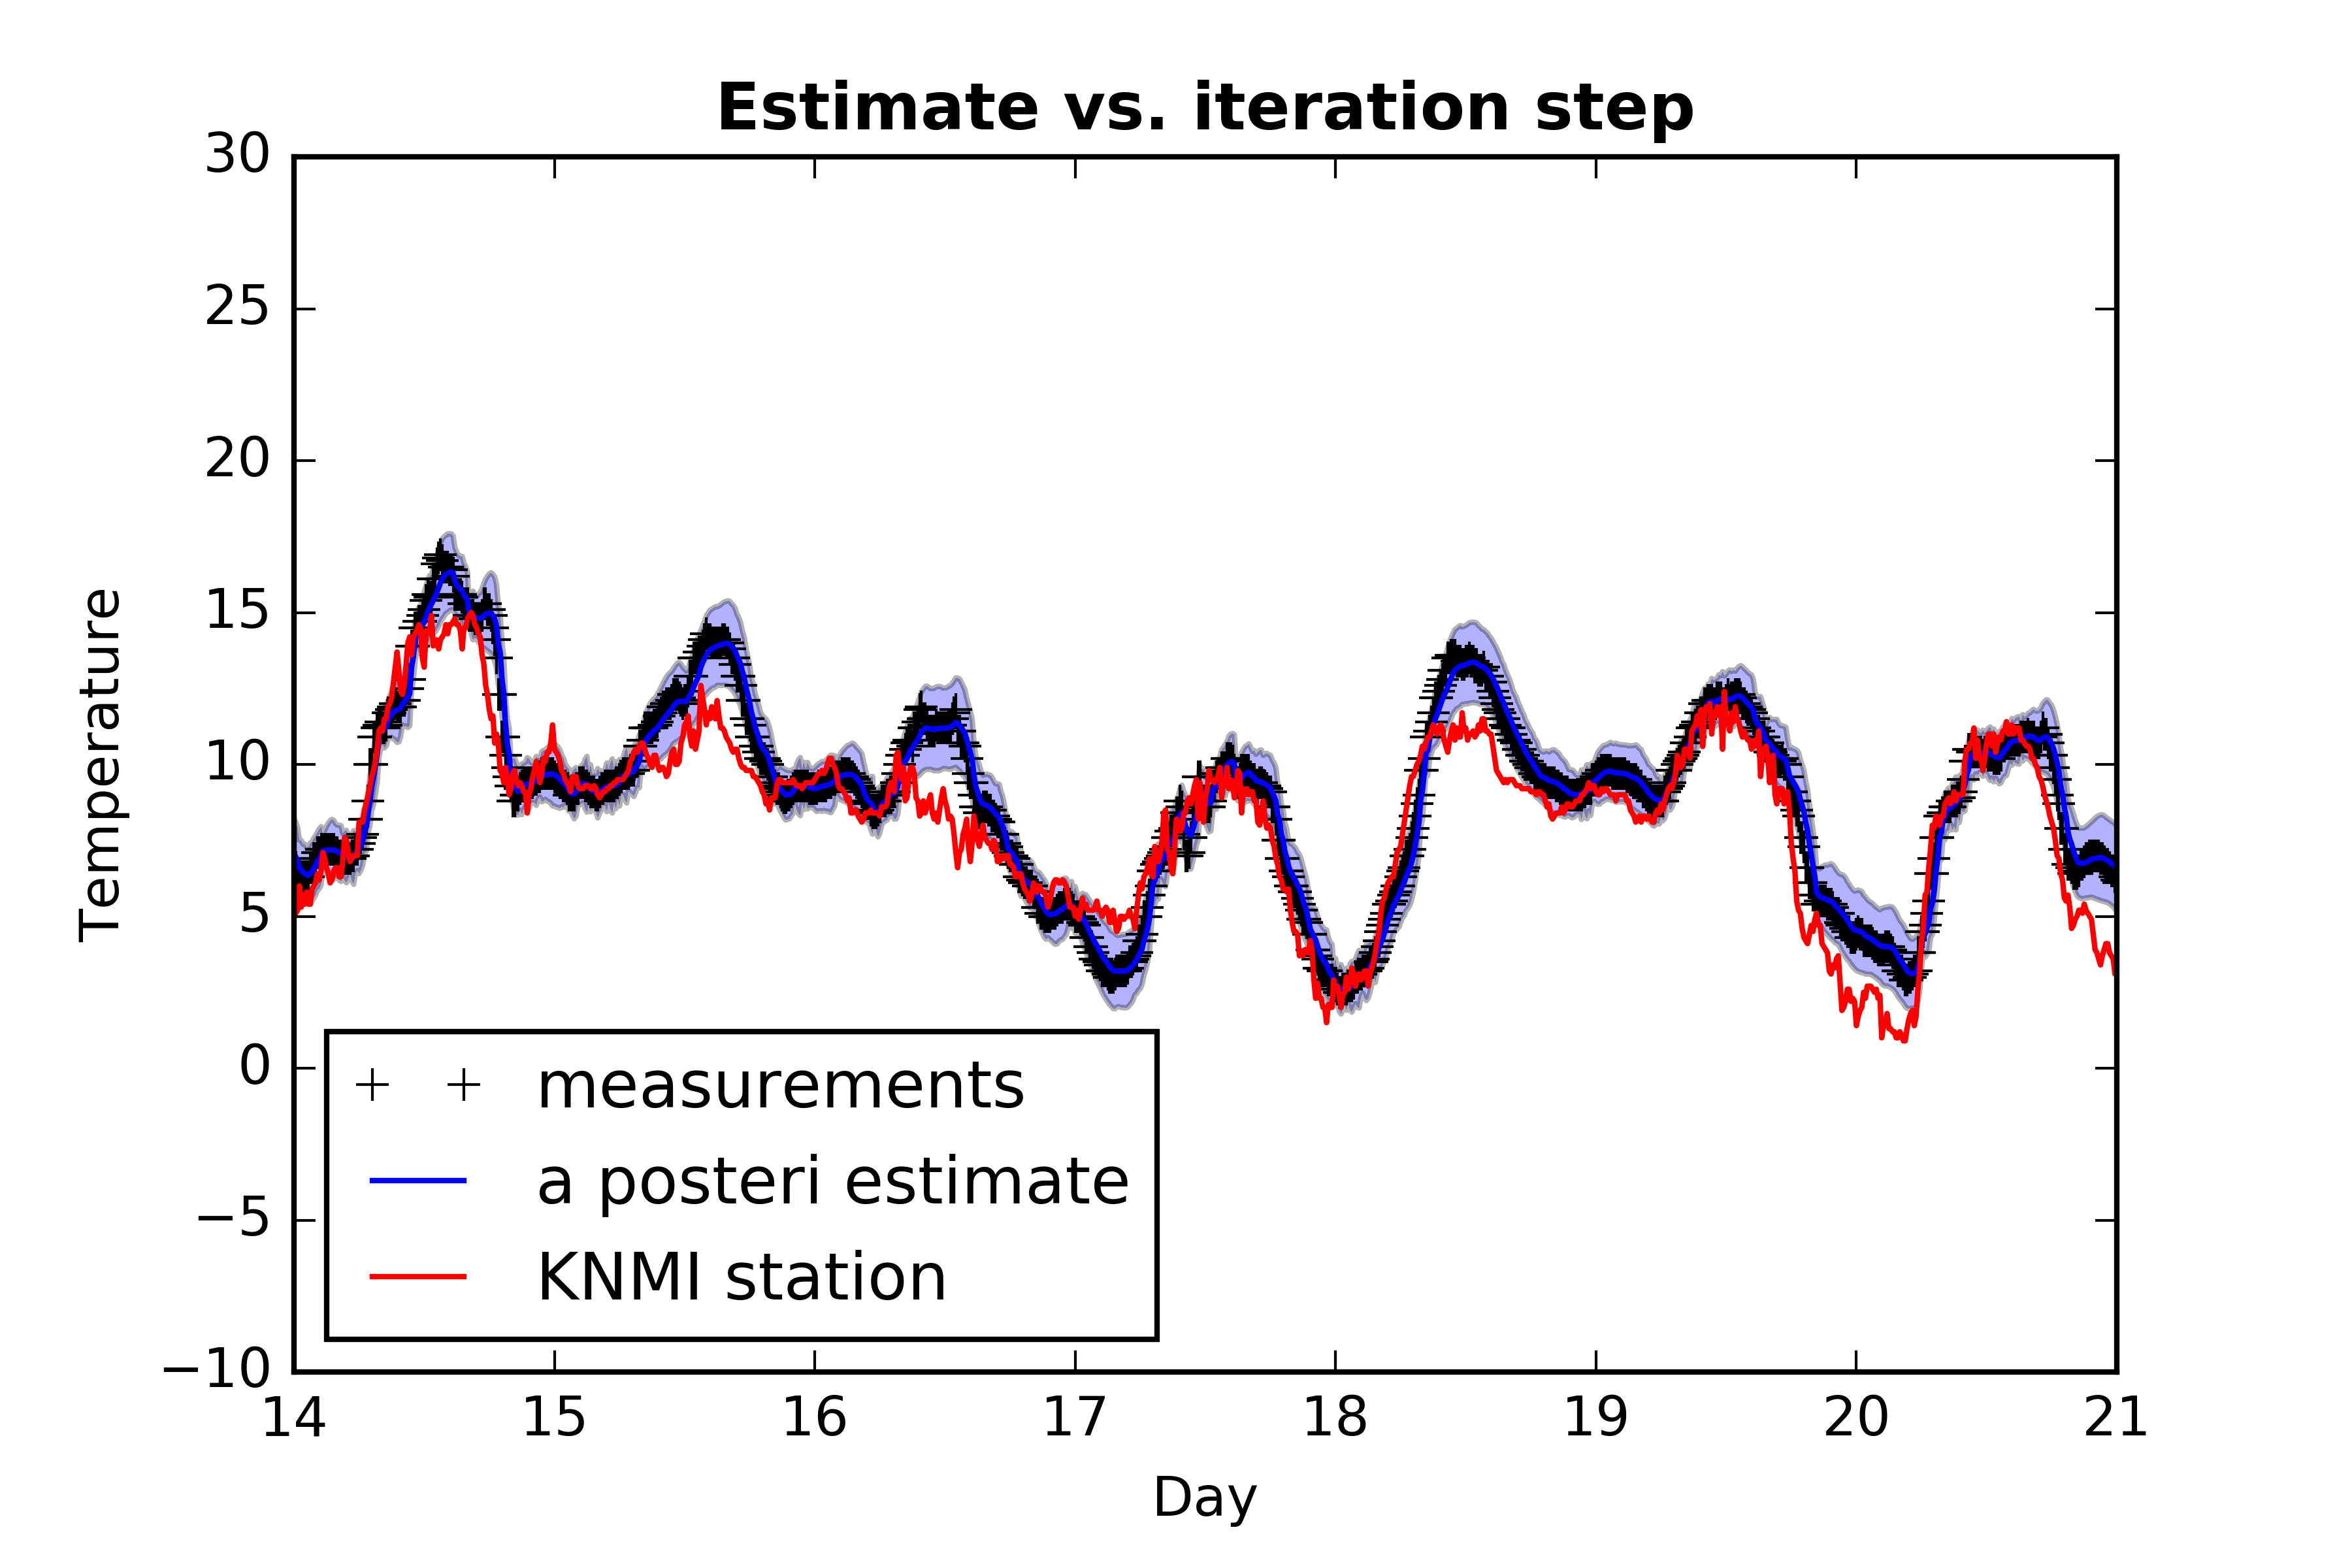 Estimate vs. iteration step
30
25
20
15
10
5
0
−5
−10
Temperature
measurements
a posteri estimate
KNMI station
14 15 16 17 18 19 20 21
Day